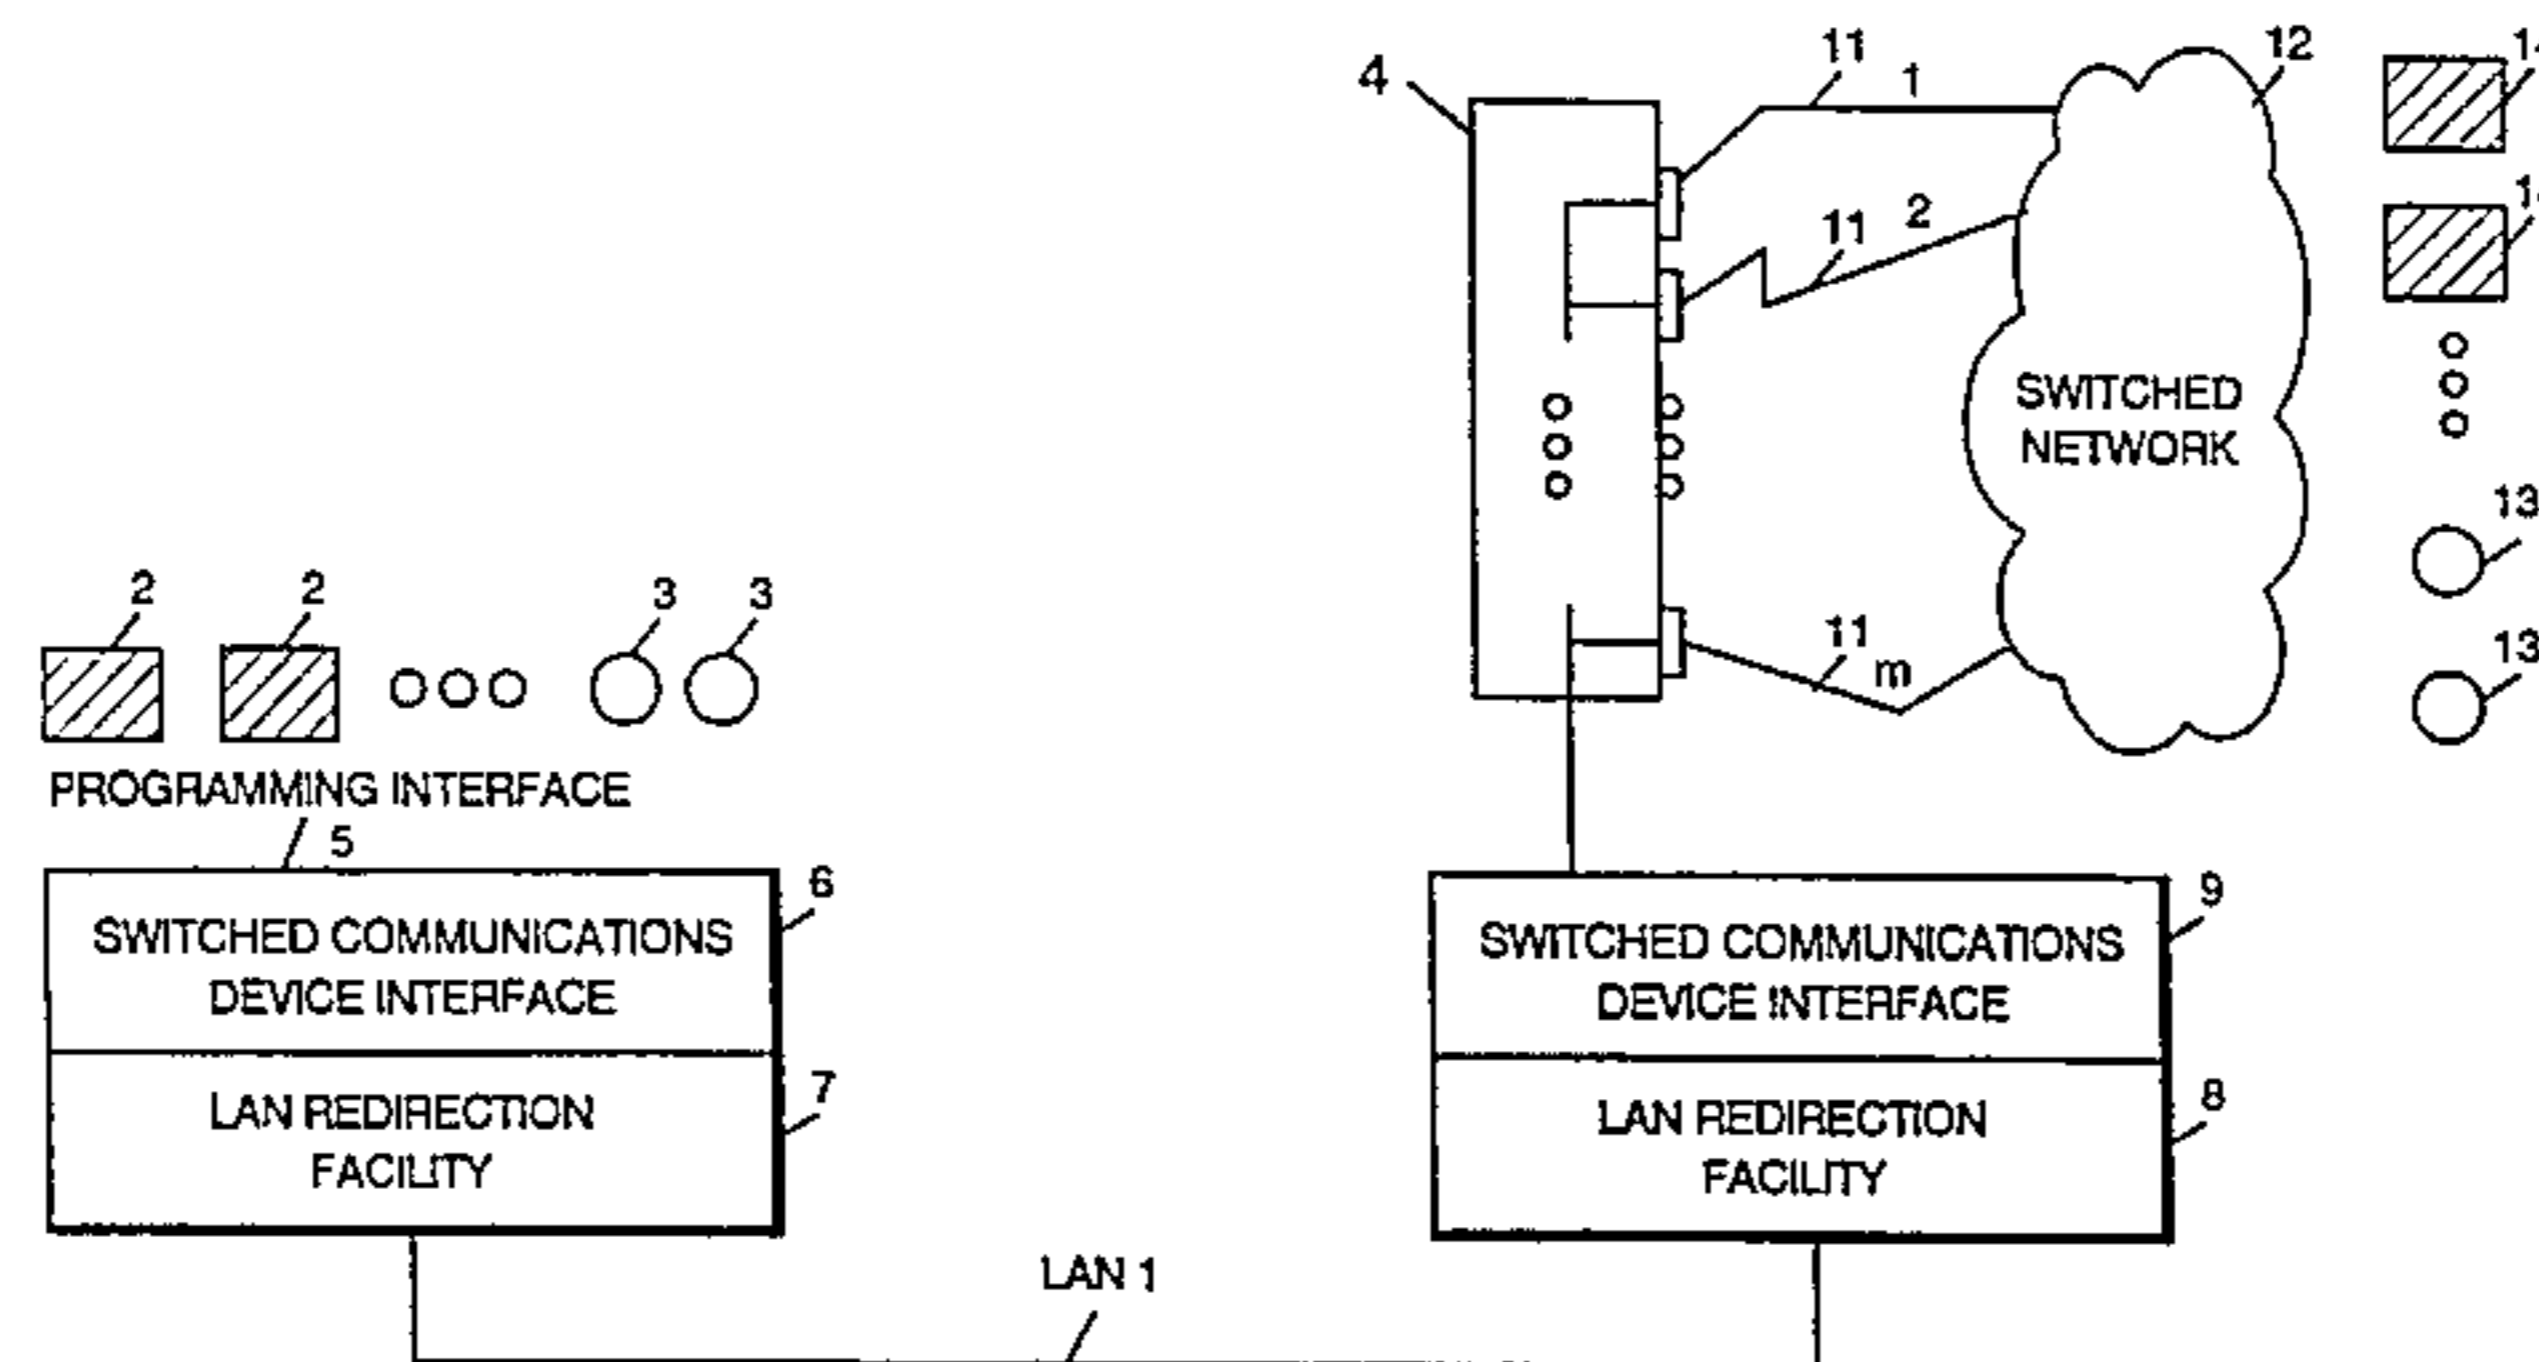 11
1
12
4
11
2
SWITCHED
NETWORK
13
2
2
3
3
11
m
13
PROGRAMMING INTERFACE
5
6
9
SWITCHED COMMUNICATIONS
DEVICE INTERFACE
SWITCHED COMMUNICATIONS
DEVICE INTERFACE
7
8
LAN REDIRECTION
FACILITY
LAN REDIRECTION
FACILITY
LAN 1